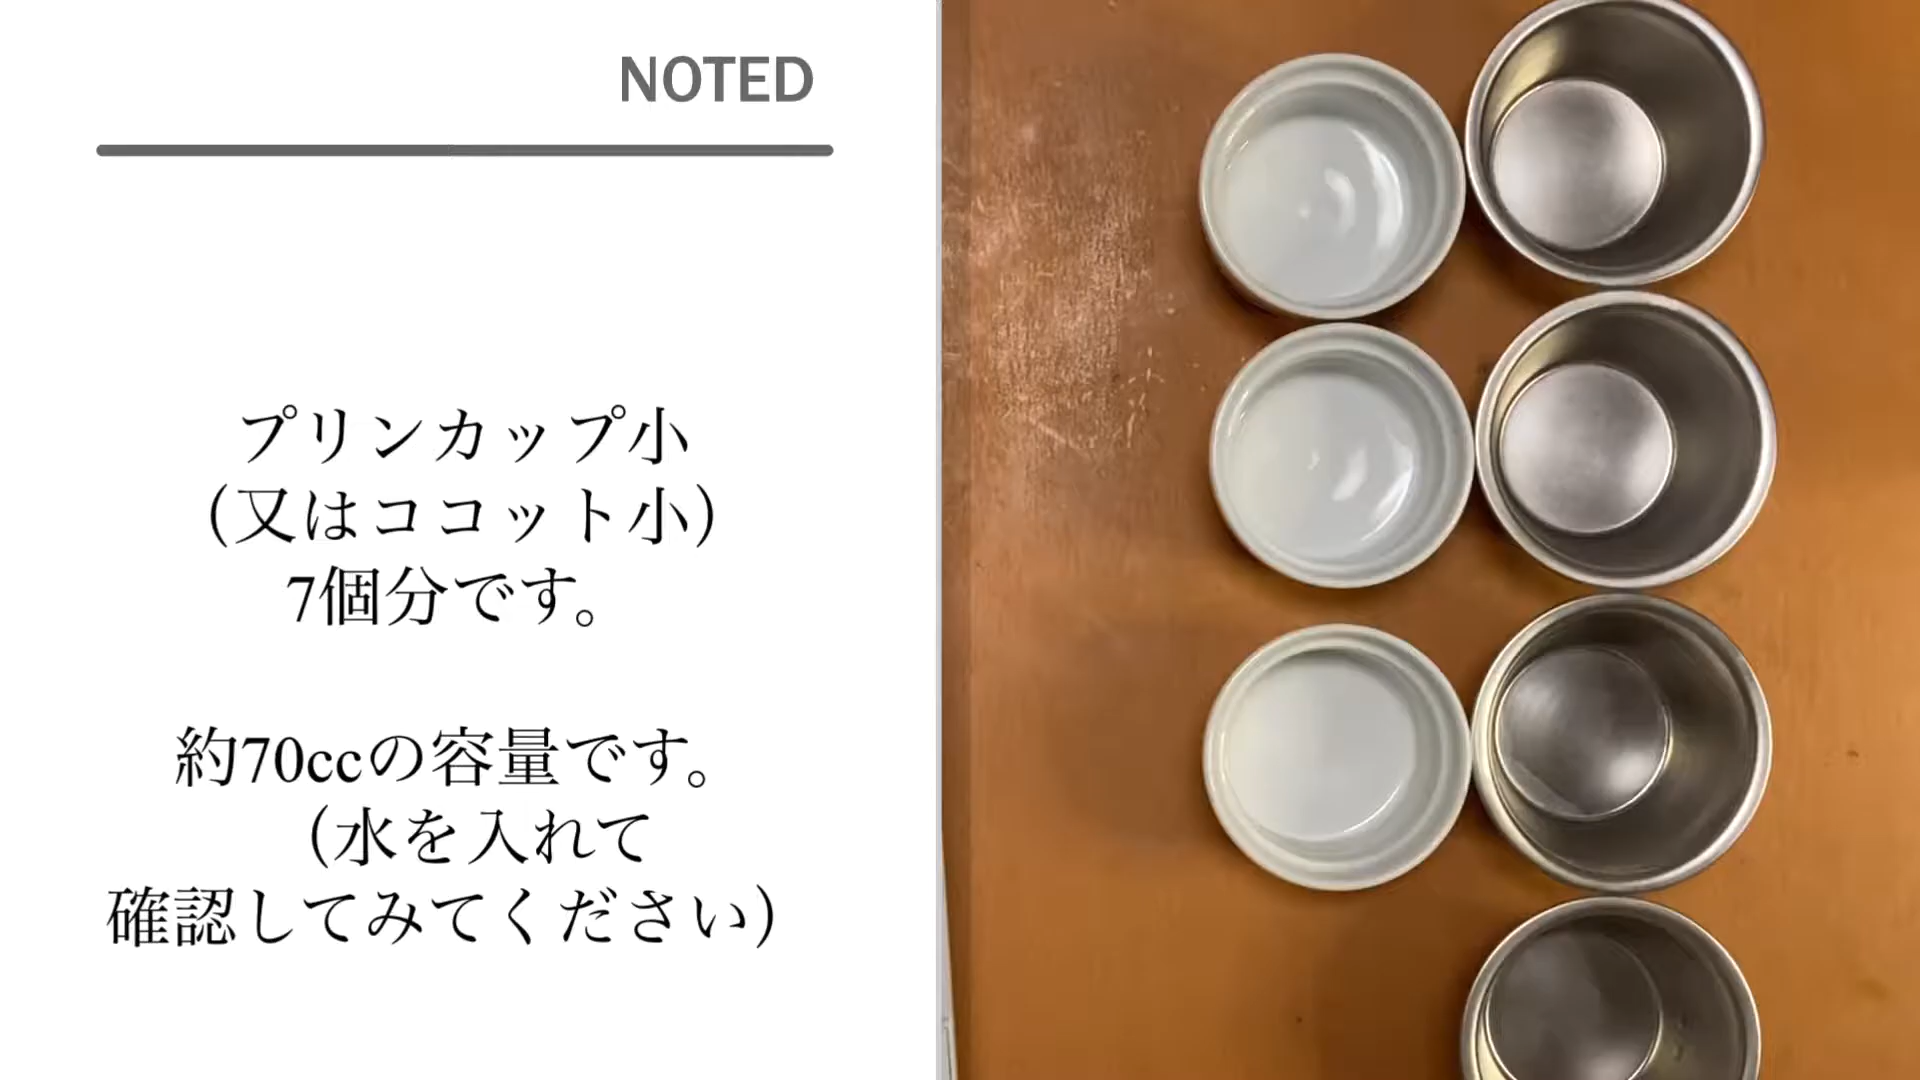 NOTED
プリンカップ小
（又はココット小）
7個分です。
約70ccの容量です。
（水を入れて
確認してみてください）